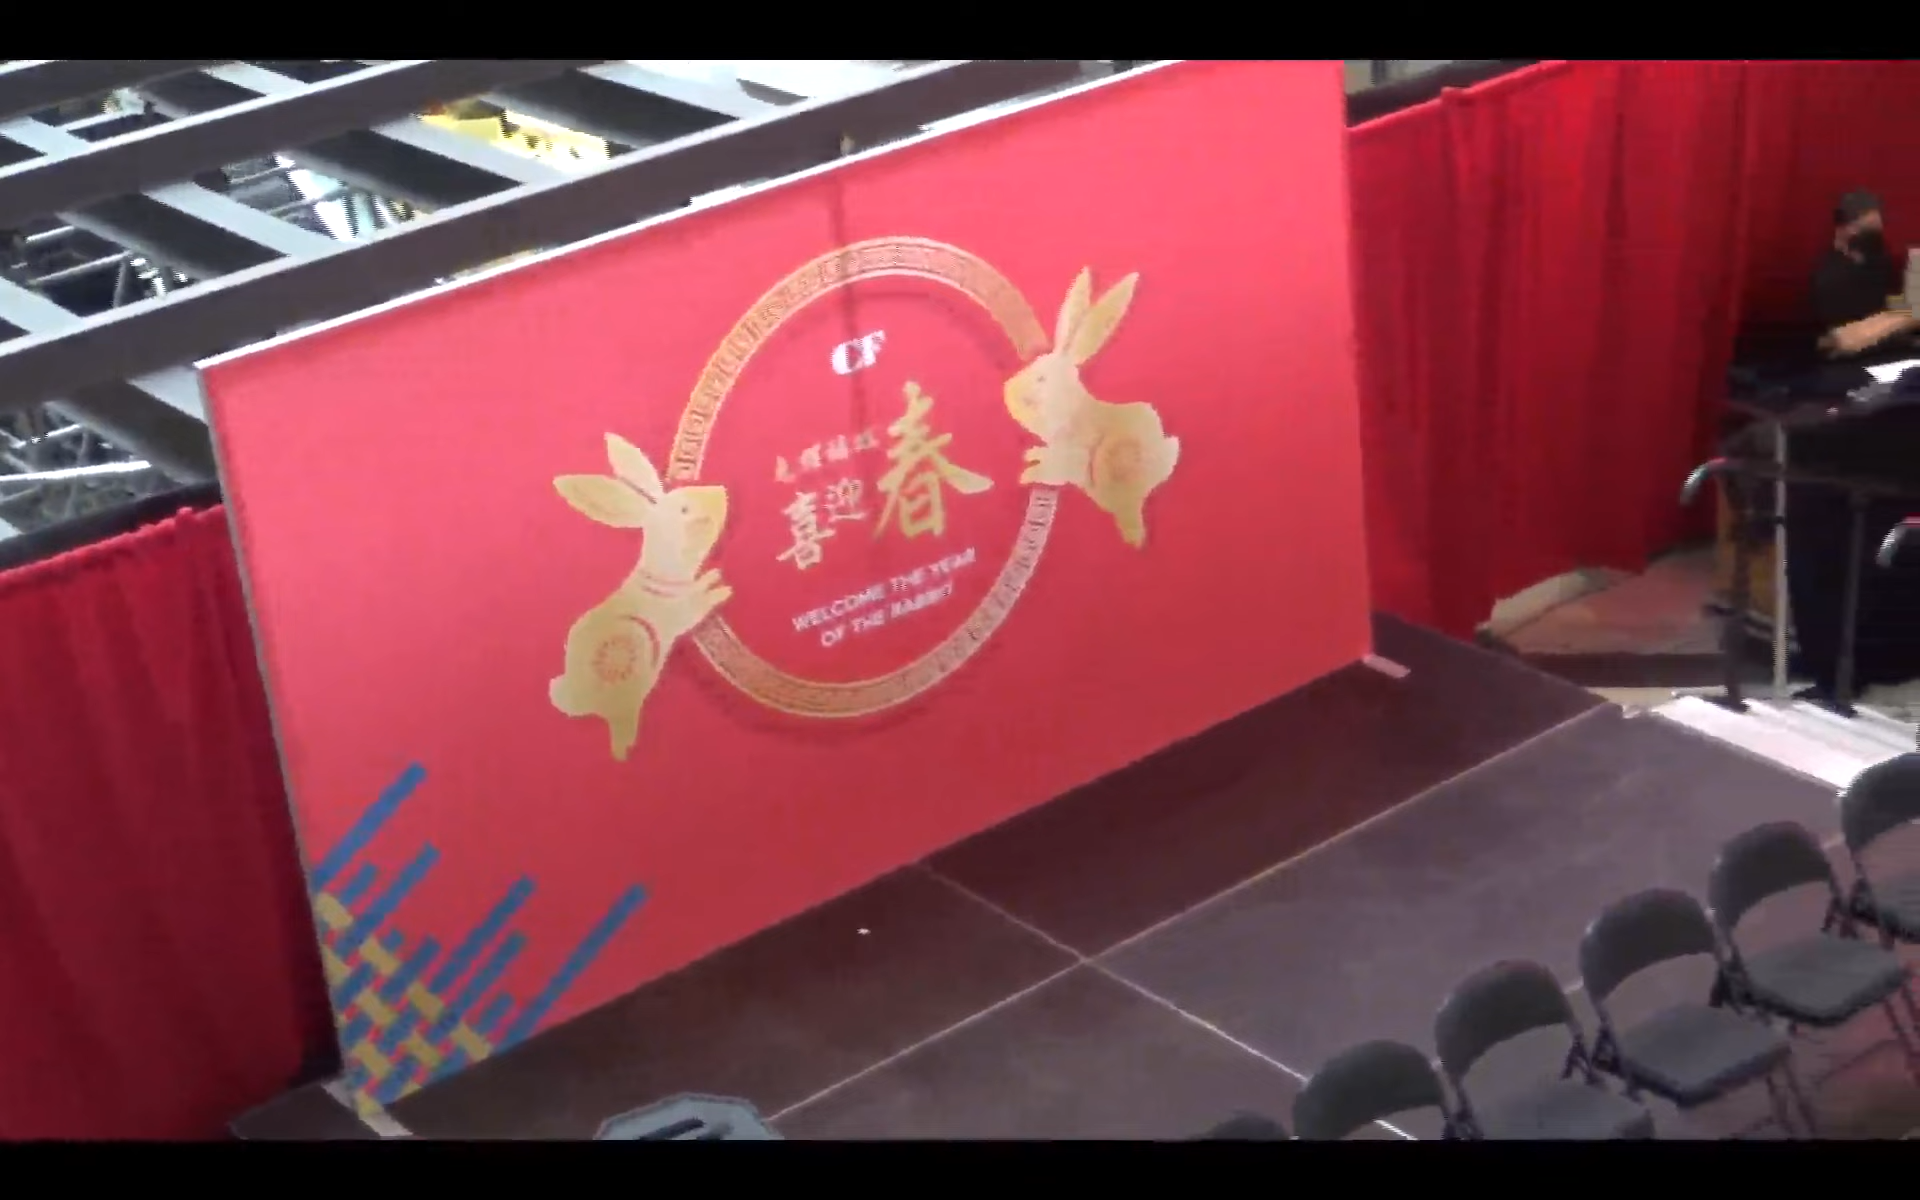 CF
喜迎春
WELCOME THE YEAR
OF THE RABBIT